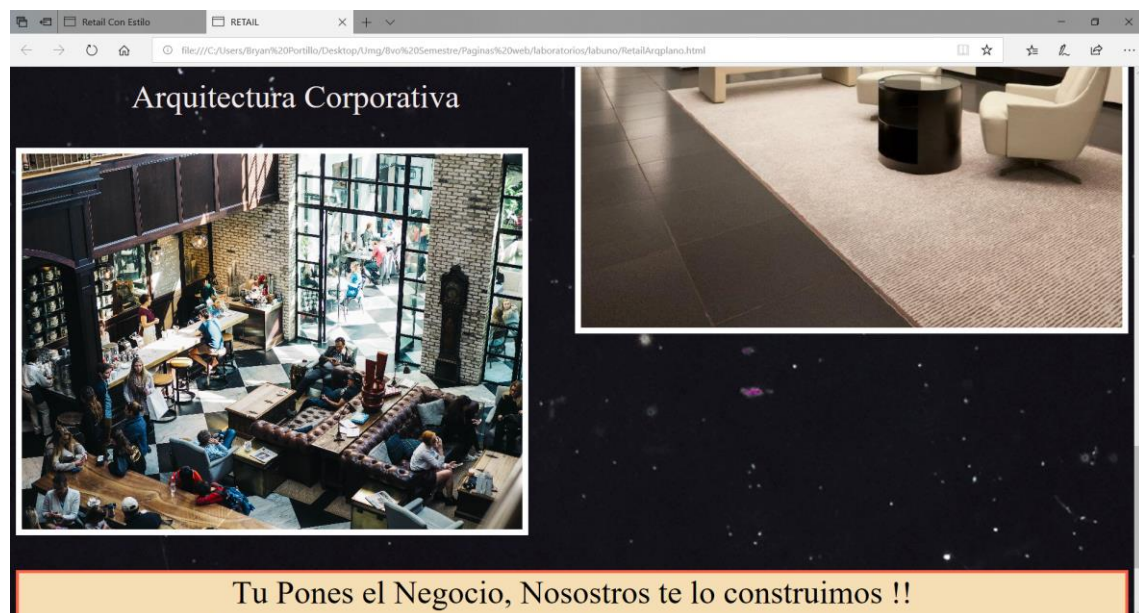 Retail Con Estilo
RETAIL
file:///C:/Users/Bryan%20Portillo/Desktop/Umg/8vo%20Semestre/Paginas%20web/laboratorios/labuno/RetailArqplano.html
Arquitectura Corporativa
Tu Pones el Negocio, Nosostros te lo construimos !!